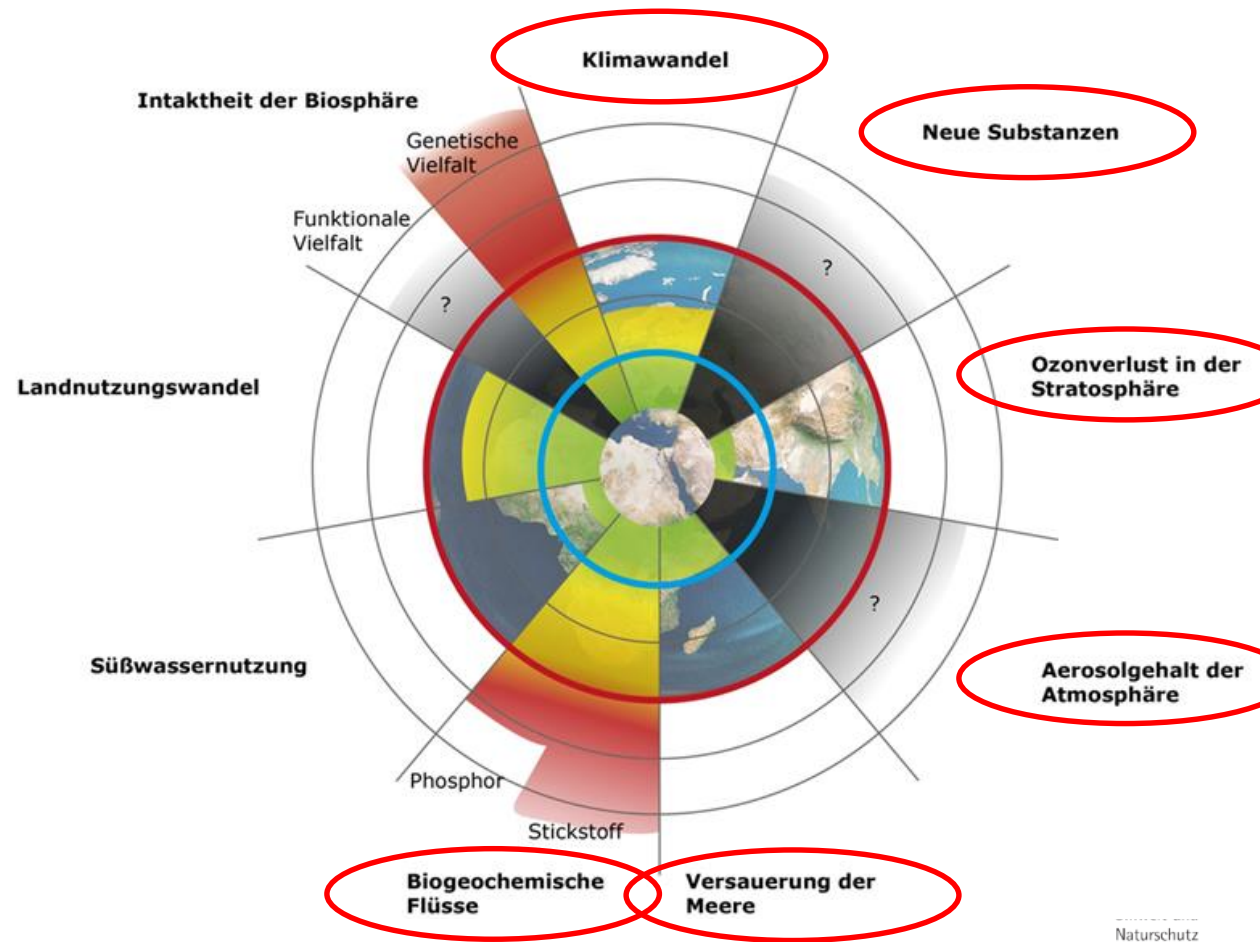 Klimawandel
Intaktheit der Biosphäre
Neue Substanzen
Genetische
Vielfalt
Funktionale
Vielfalt
?
?
Ozonverlust in der
Stratosphäre
Landnutzungswandel
?
Süßwassernutzung
Aerosolgehalt der
Atmosphäre
Phosphor
Stickstoff
Biogeochemische
Flüsse
Versauerung der
Meere
Naturschutz